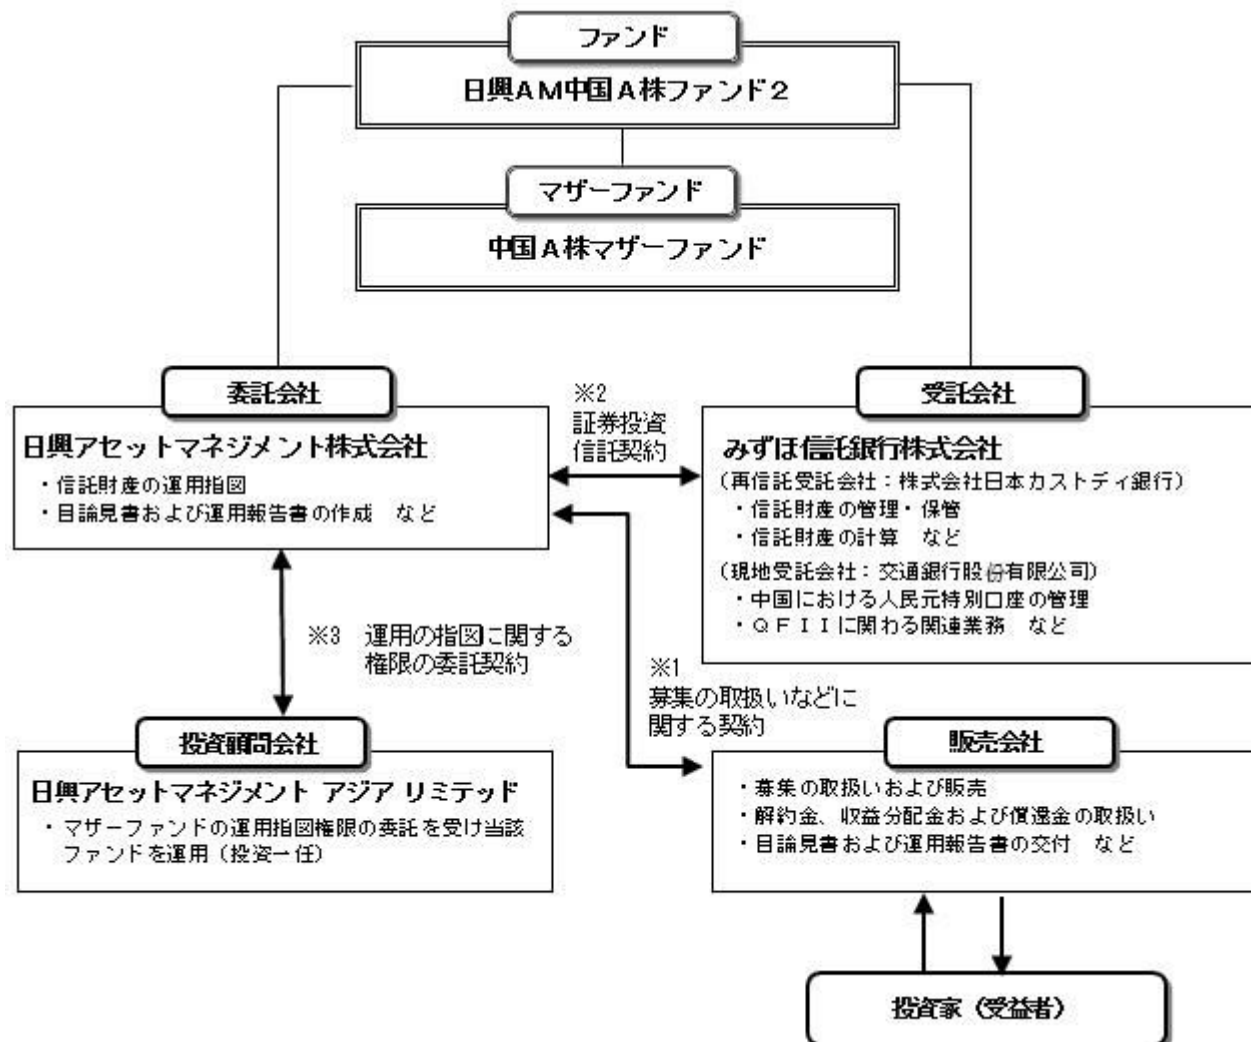 ファンド
日興AM中国A株ファンド2
マザーファンド
中国A株マザーファンド
委託会社
日興アセットマネジメント株式会社
・信託財産の運用指図
・目論見書および運用報告書の作成　など
※2
証券投資
信託契約
受託会社
みずほ信託銀行株式会社
(再信託受託会社：株式会社日本カストディ銀行)
・信託財産の管理・保管
・信託財産の計算　など
(現地受託会社：交通銀行股份有限公司)
・中国における人民元特別口座の管理
・QFIIに関わる関連業務　など
※3　運用の指図に関する
権限の委託契約
※1
募集の取扱いなどに
関する契約
投資顧問会社
日興アセットマネジメント アジア リミテッド
・マザーファンドの運用指図権限の委託を受け当該
ファンドを運用（投資一任）
販売会社
・募集の取扱いおよび販売
・解約金、収益分配金および償還金の取扱い
・目論見書および運用報告書の交付　など
投資家（受益者）